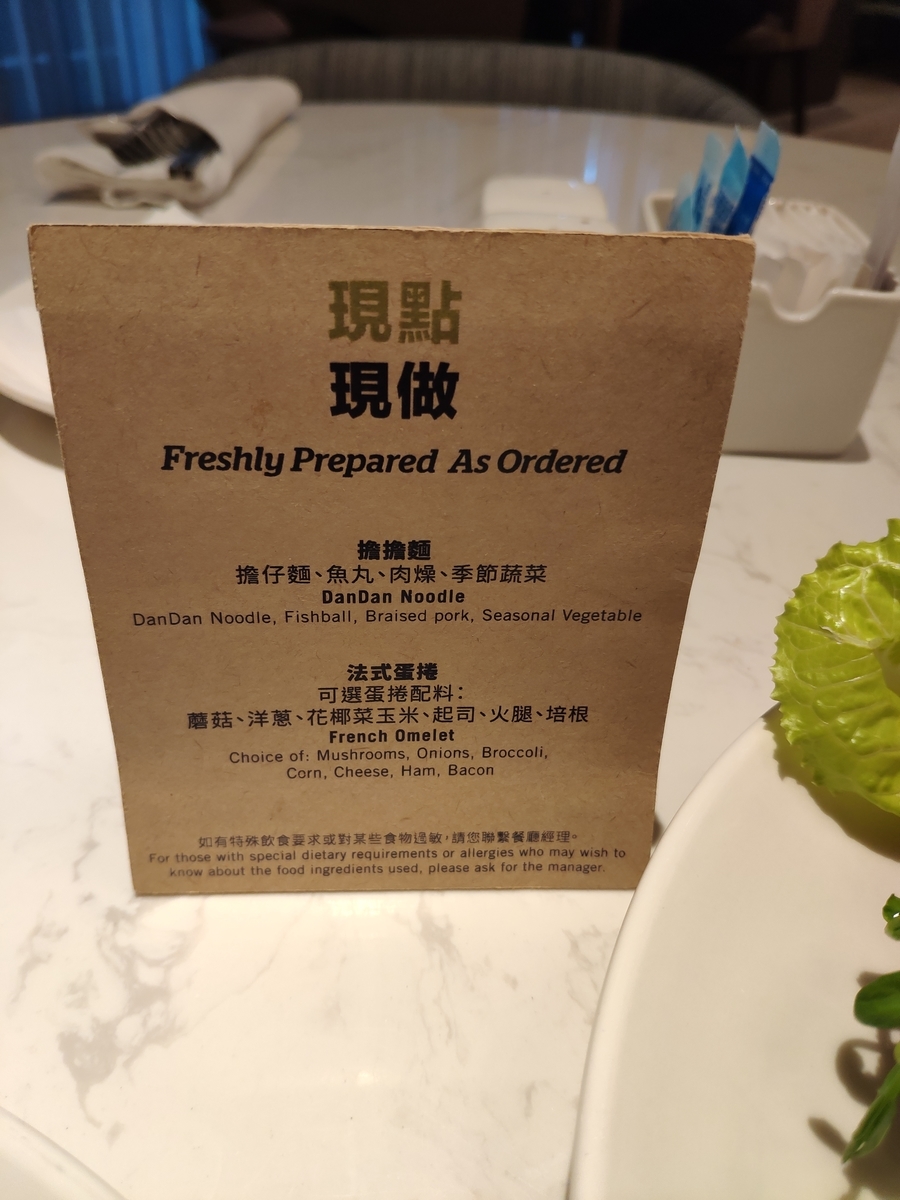 現點
現做
Freshly Prepared As Ordered
擔擔麵
擔仔麵、魚丸、肉燥、季節蔬菜
DanDan Noodle
DanDan Noodle, Fishball, Braised pork, Seasonal Vegetable
法式蛋捲
可選蛋捲配料：
蘑菇、洋蔥、花椰菜玉米、起司、火腿、培根
French Omelet
Choice of: Mushrooms, Onions, Broccoli,
Corn, Cheese, Ham, Bacon
如有特殊飲食要求或對某些食物過敏，請您聯繫餐廳經理。
For those with special dietary requirements or allergies who may wish to
know about the food ingredients used, please ask for the manager.